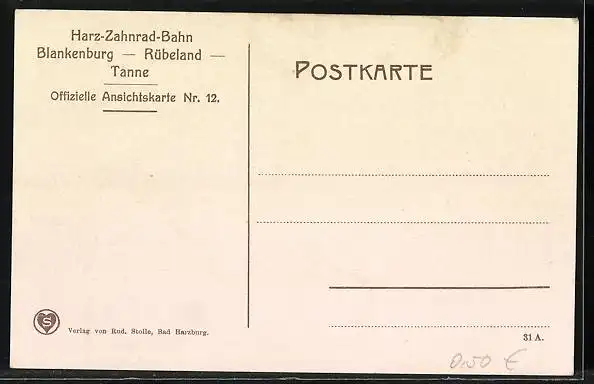 Harz-Zahnrad-Bahn
Blankenburg — Rübeland —
Tanne
Offizielle Ansichtskarte Nr. 12.
POSTKARTE
S
Verlag von Rud. Stolle, Bad Harzburg.
31 A.
0.50 €